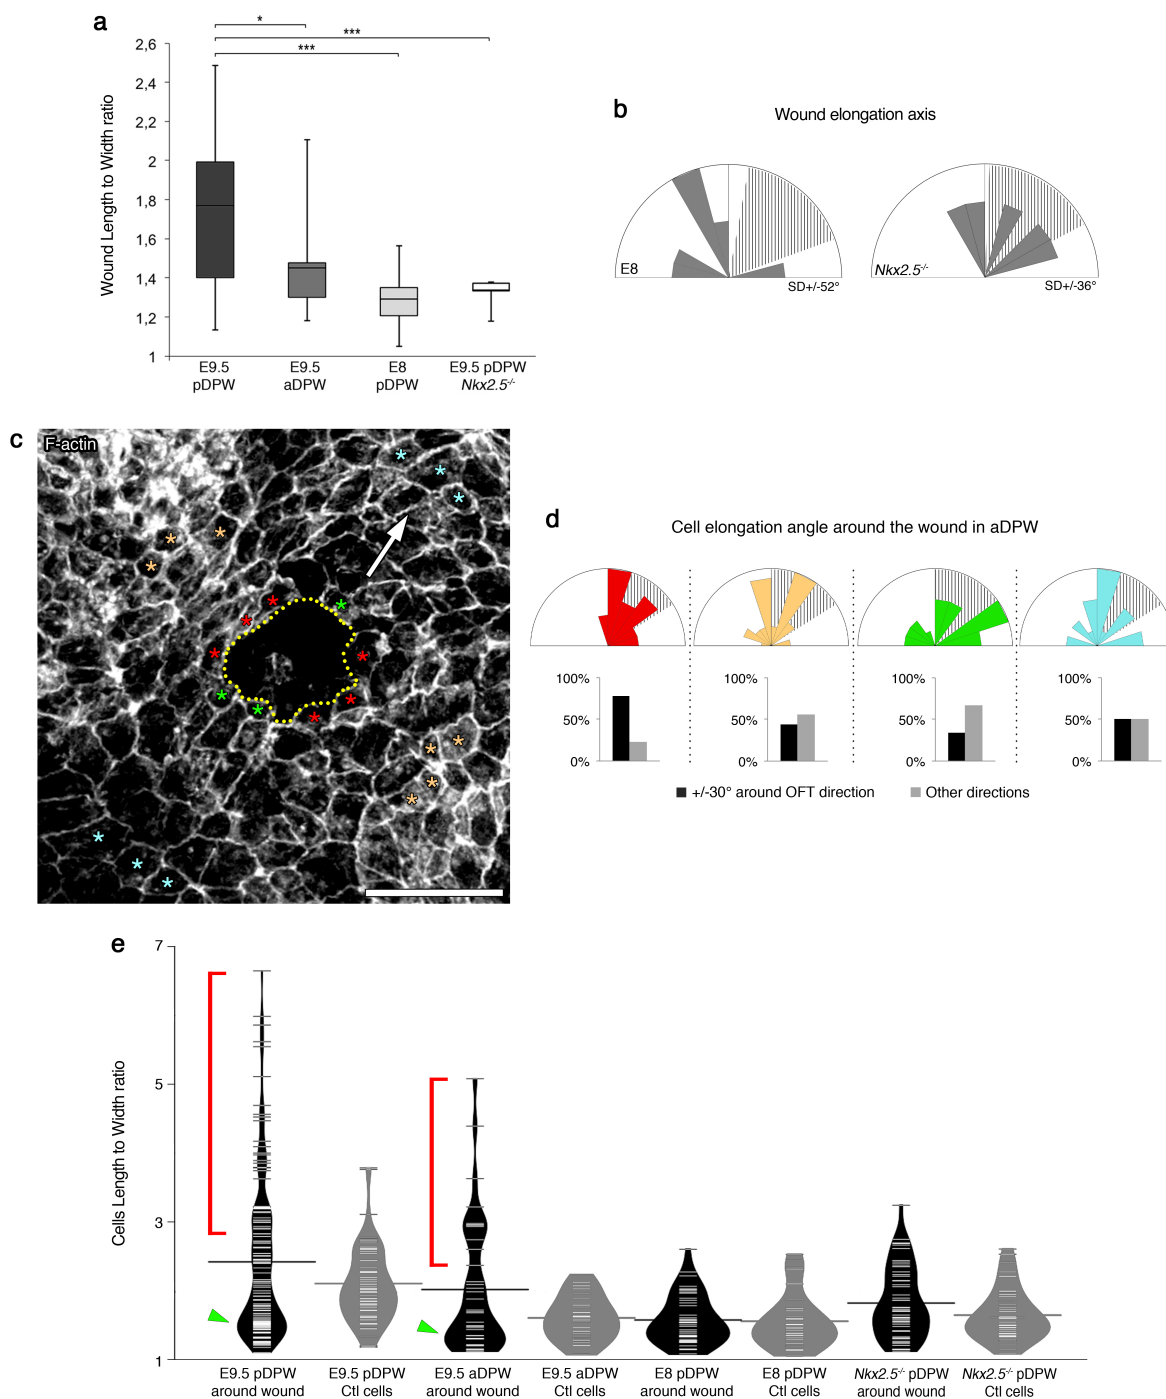 a
*
***
***
Wound Length to Width ratio
2,6
2,4
2,2
2
1,8
1,6
1,4
1,2
1
E9.5 pDPW
E9.5 aDPW
E8 pDPW
E9.5 pDPW Nkx2.5-/-
b
Wound elongation axis
E8
SD+/-52°
Nkx2.5-/-
SD+/-36°
c
F-actin
d
Cell elongation angle around the wound in aDPW
100%
50%
0%
100%
50%
0%
100%
50%
0%
100%
50%
0%
+/-30° around OFT direction
Other directions
e
Cells Length to Width ratio
7
5
3
1
E9.5 pDPW
around wound
E9.5 pDPW
Ctl cells
E9.5 aDPW
around wound
E9.5 aDPW
Ctl cells
E8 pDPW
around wound
E8 pDPW
Ctl cells
Nkx2.5-/- pDPW
around wound
Nkx2.5-/- pDPW
Ctl cells